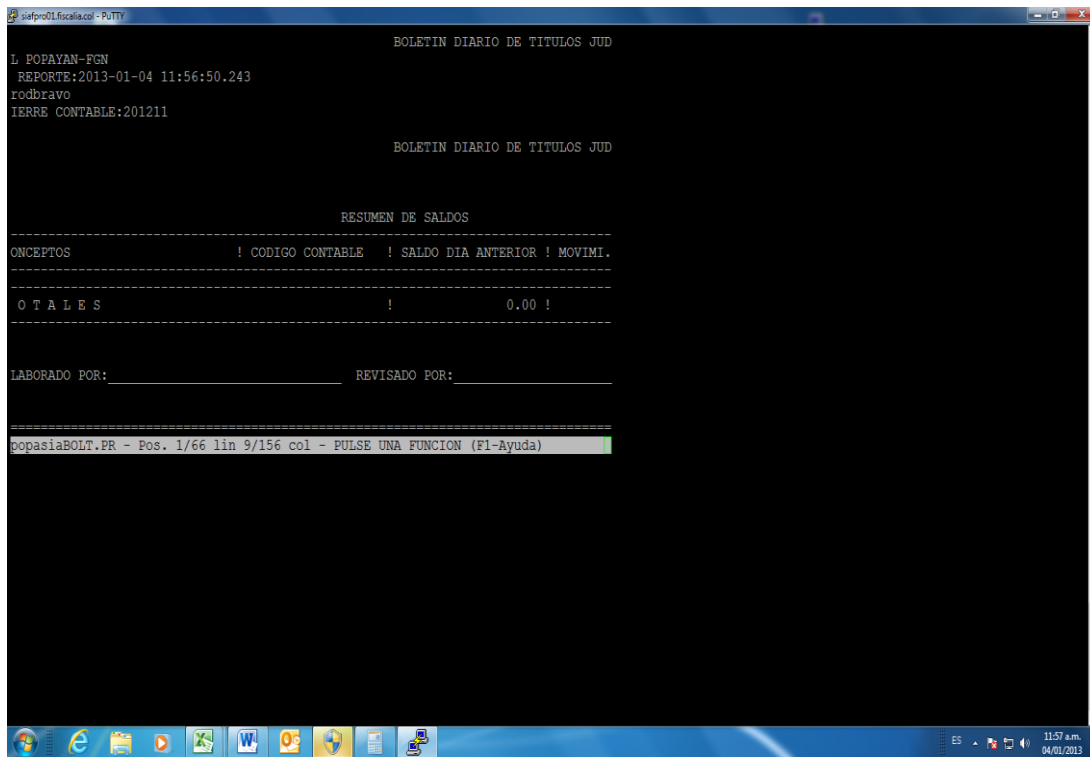 siafpro01.fiscalia.col - PuTTY
BOLETIN DIARIO DE TITULOS JUD
L POPAYAN-FGN
REPORTE:2013-01-04 11:56:50.243
rodbravo
IERRE CONTABLE:201211
BOLETIN DIARIO DE TITULOS JUD
RESUMEN DE SALDOS
ONCEPTOS ! CODIGO CONTABLE ! SALDO DIA ANTERIOR ! MOVIMI.
O T A L E S ! 0.00 !
LABORADO POR:______________________________ REVISADO POR:____________________
popasiaBOLT.PR - Pos. 1/66 lin 9/156 col - PULSE UNA FUNCION (F1-Ayuda)
ES 11:57 a.m.
04/01/2013